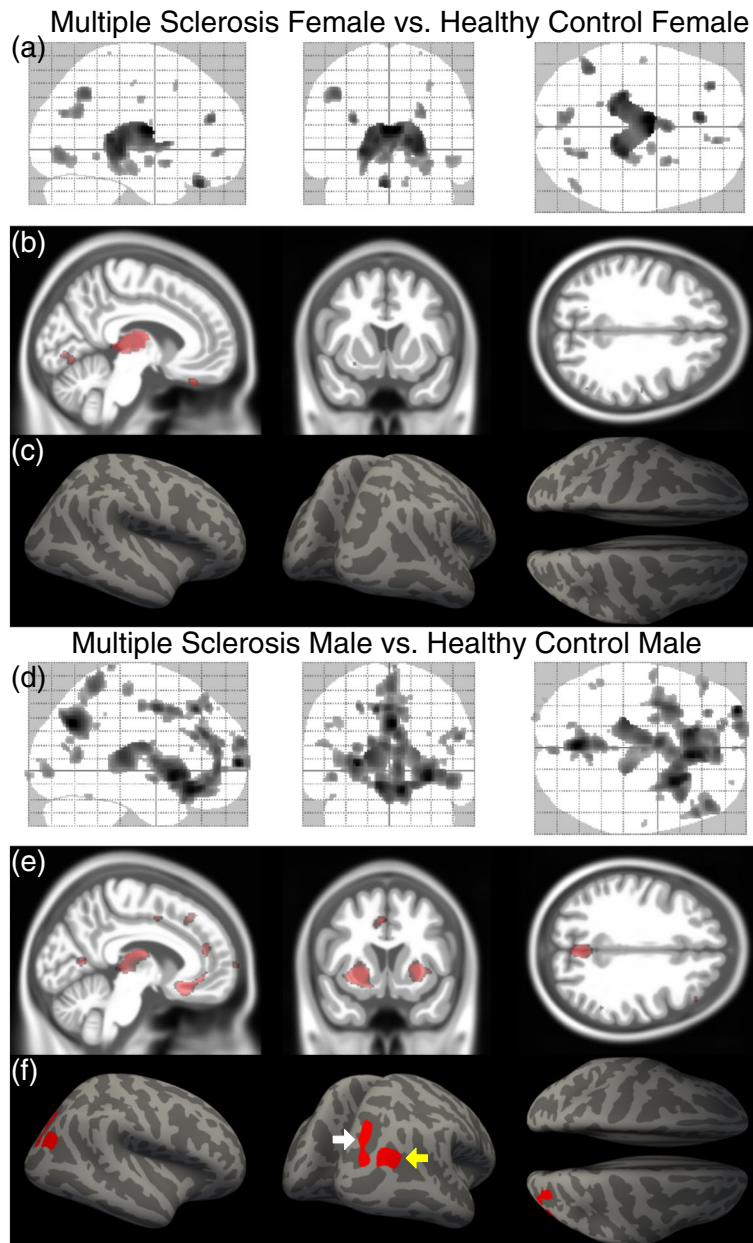 Multiple Sclerosis Female vs. Healthy Control Female
(a)
(b)
(c)
Multiple Sclerosis Male vs. Healthy Control Male
(d)
(e)
(f)